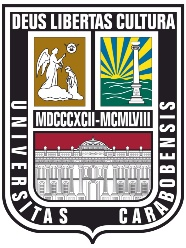 DEUS LIBERTAS CULTURA
MDCCCXCII-MCMLVIII
UNIVERSITAS
CARABOBENSIS